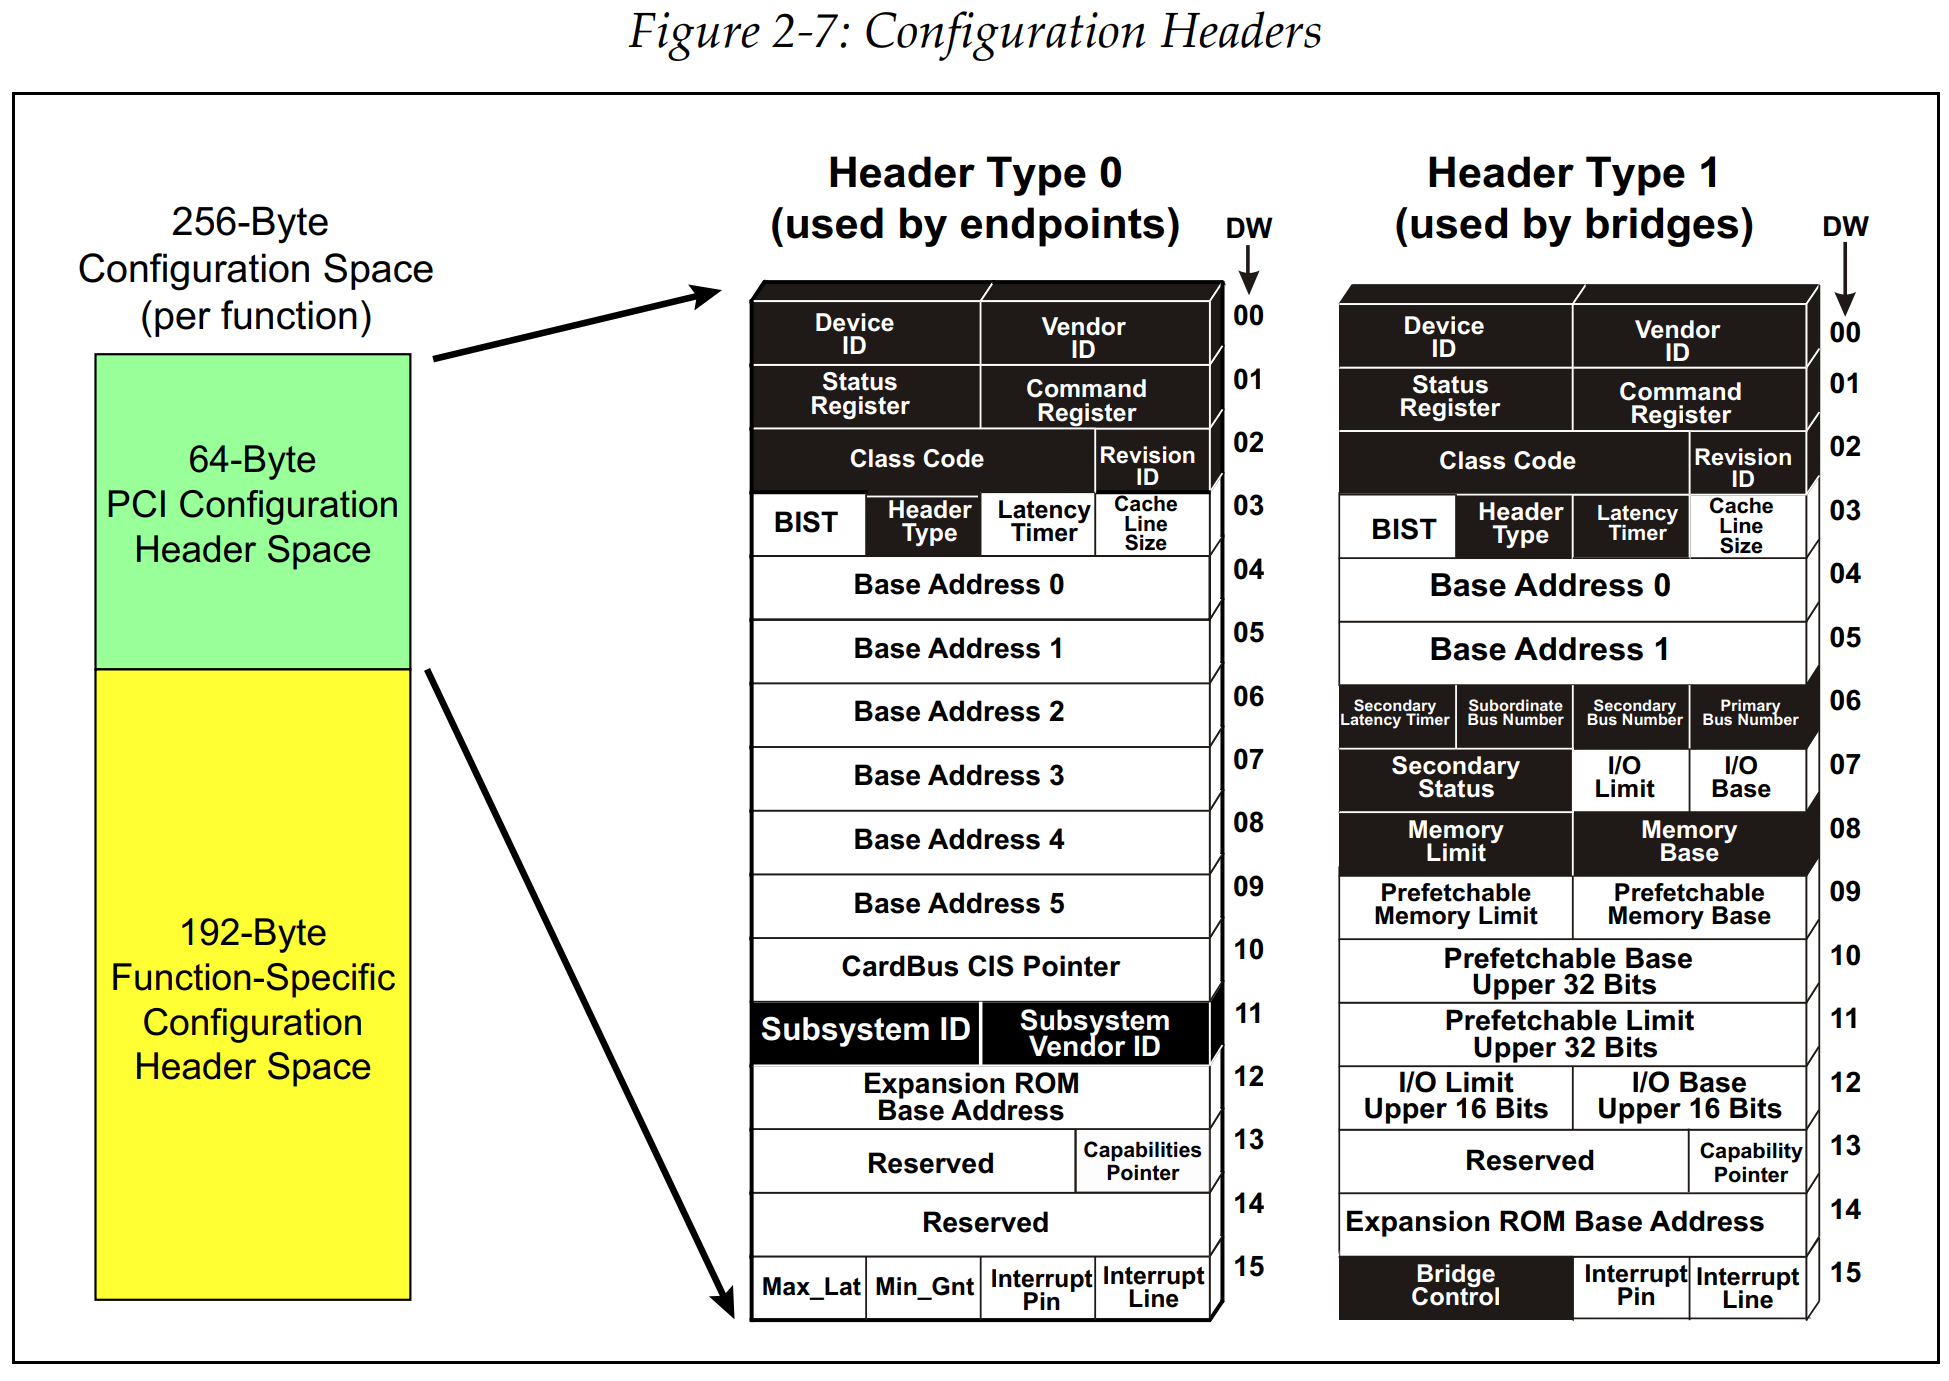 Figure 2-7: Configuration Headers
256-Byte
Configuration Space
(per function)
64-Byte
PCI Configuration
Header Space
192-Byte
Function-Specific
Configuration
Header Space
Header Type 0
(used by endpoints)
DW
Device
ID
Vendor
ID
00
Status
Register
Command
Register
01
Class Code
Revision
ID
02
BIST
Header
Type
Latency
Timer
Cache
Line
Size
03
Base Address 0
04
Base Address 1
05
Base Address 2
06
Base Address 3
07
Base Address 4
08
Base Address 5
09
CardBus CIS Pointer
10
Subsystem ID
Subsystem
Vendor ID
11
Expansion ROM
Base Address
12
Reserved
Capabilities
Pointer
13
Reserved
14
Max_Lat
Min_Gnt
Interrupt
Pin
Interrupt
Line
15
Header Type 1
(used by bridges)
DW
Device
ID
Vendor
ID
00
Status
Register
Command
Register
01
Class Code
Revision
ID
02
BIST
Header
Type
Latency
Timer
Cache
Line
Size
03
Base Address 0
04
Base Address 1
05
Secondary
Latency Timer
Subordinate
Bus Number
Secondary
Bus Number
Primary
Bus Number
06
Secondary
Status
I/O
Limit
I/O
Base
07
Memory
Limit
Memory
Base
08
Prefetchable
Memory Limit
Prefetchable
Memory Base
09
Prefetchable Base
Upper 32 Bits
10
Prefetchable Limit
Upper 32 Bits
11
I/O Limit
Upper 16 Bits
I/O Base
Upper 16 Bits
12
Reserved
Capability
Pointer
13
Expansion ROM Base Address
14
Bridge
Control
Interrupt
Pin
Interrupt
Line
15